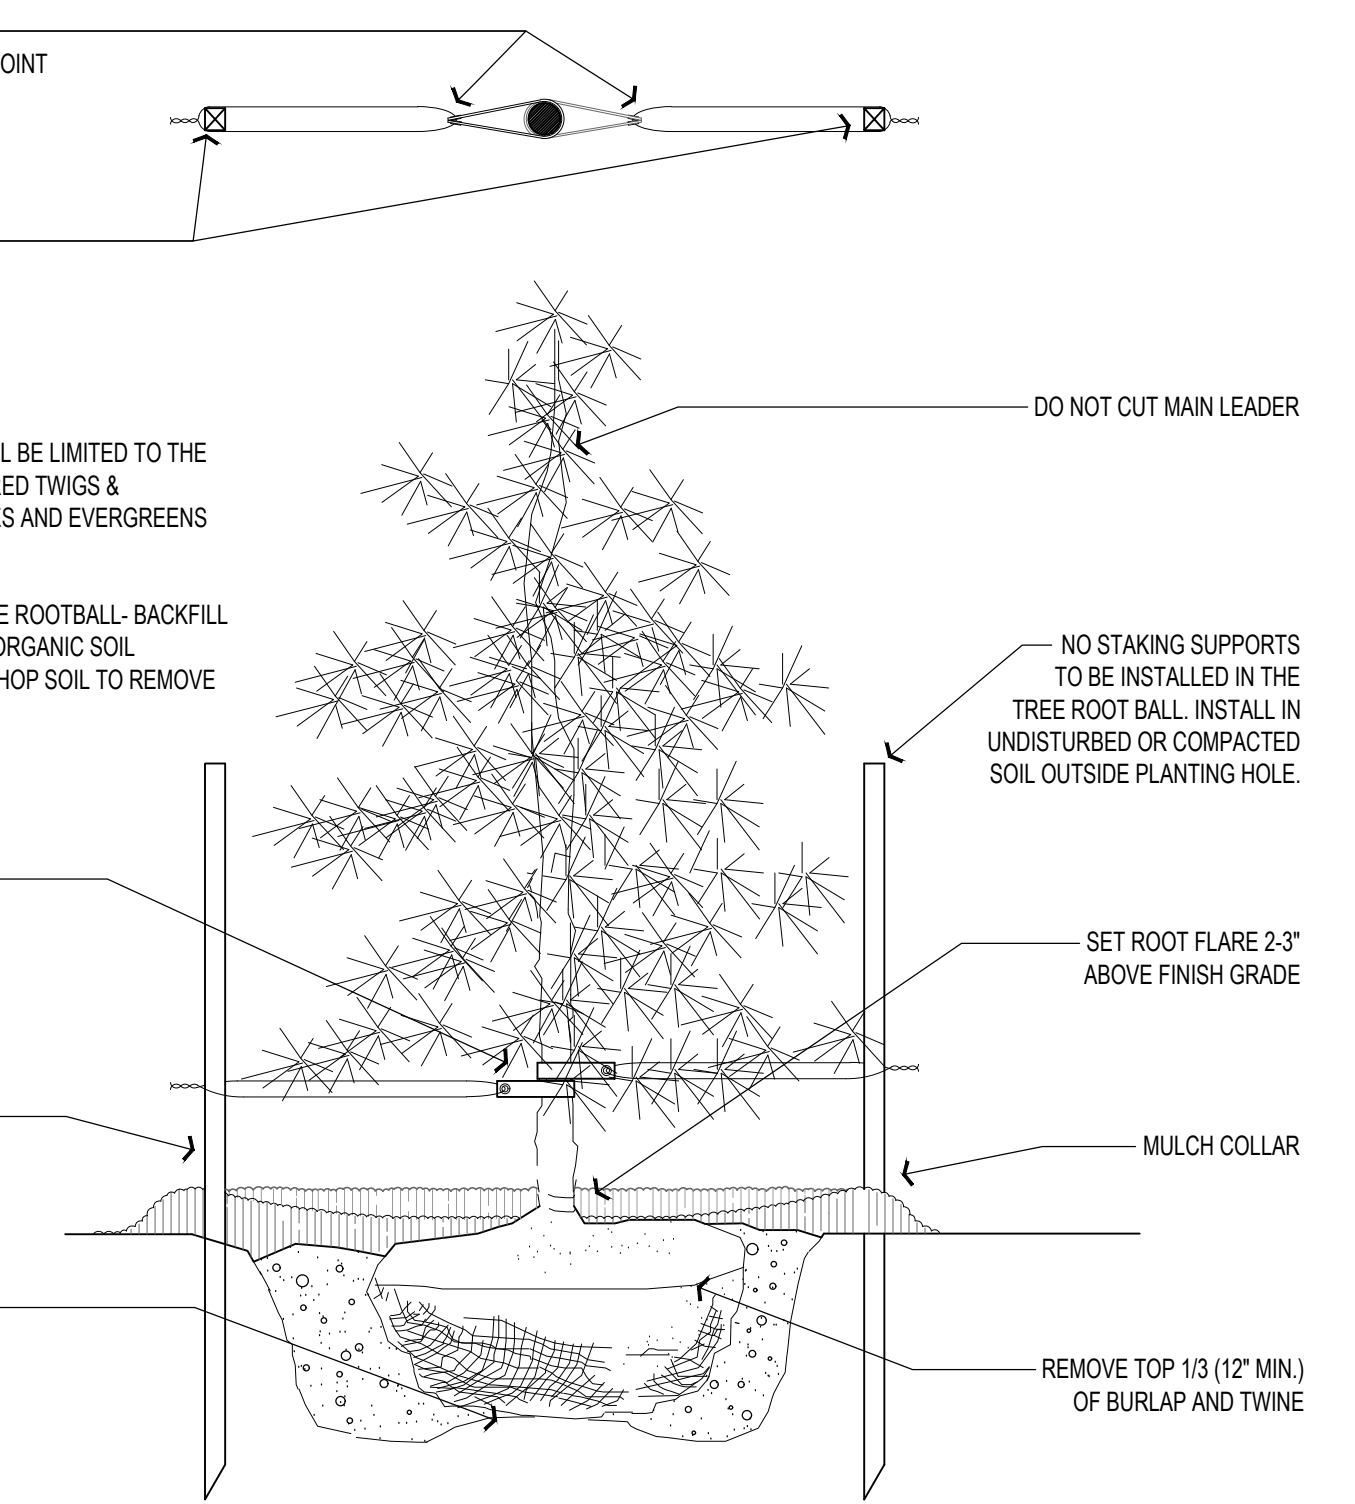 OINT
DO NOT CUT MAIN LEADER
L BE LIMITED TO THE
RED TWIGS &
ES AND EVERGREENS
E ROOTBALL- BACKFILL
ORGANIC SOIL
HOP SOIL TO REMOVE
NO STAKING SUPPORTS
TO BE INSTALLED IN THE
TREE ROOT BALL. INSTALL IN
UNDISTURBED OR COMPACTED
SOIL OUTSIDE PLANTING HOLE.
SET ROOT FLARE 2-3"
ABOVE FINISH GRADE
MULCH COLLAR
REMOVE TOP 1/3 (12" MIN.)
OF BURLAP AND TWINE